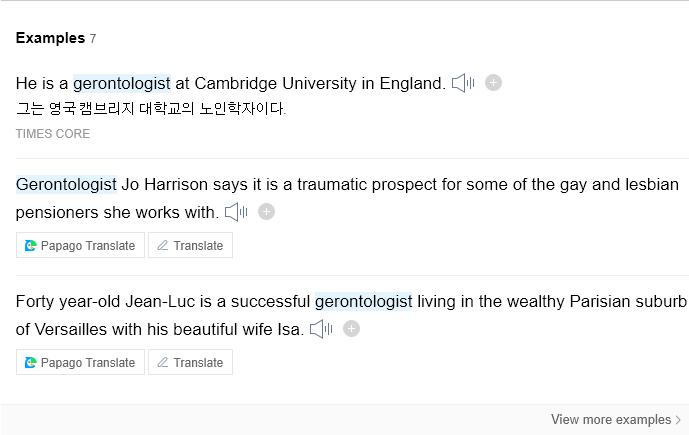 Examples 7
He is a gerontologist at Cambridge University in England.
그는 영국 캠브리지 대학교의 노인학자이다.
TIMES CORE
Gerontologist Jo Harrison says it is a traumatic prospect for some of the gay and lesbian
pensioners she works with.
Papago Translate Translate
Forty year-old Jean-Luc is a successful gerontologist living in the wealthy Parisian suburb
of Versailles with his beautiful wife Isa.
Papago Translate Translate
View more examples